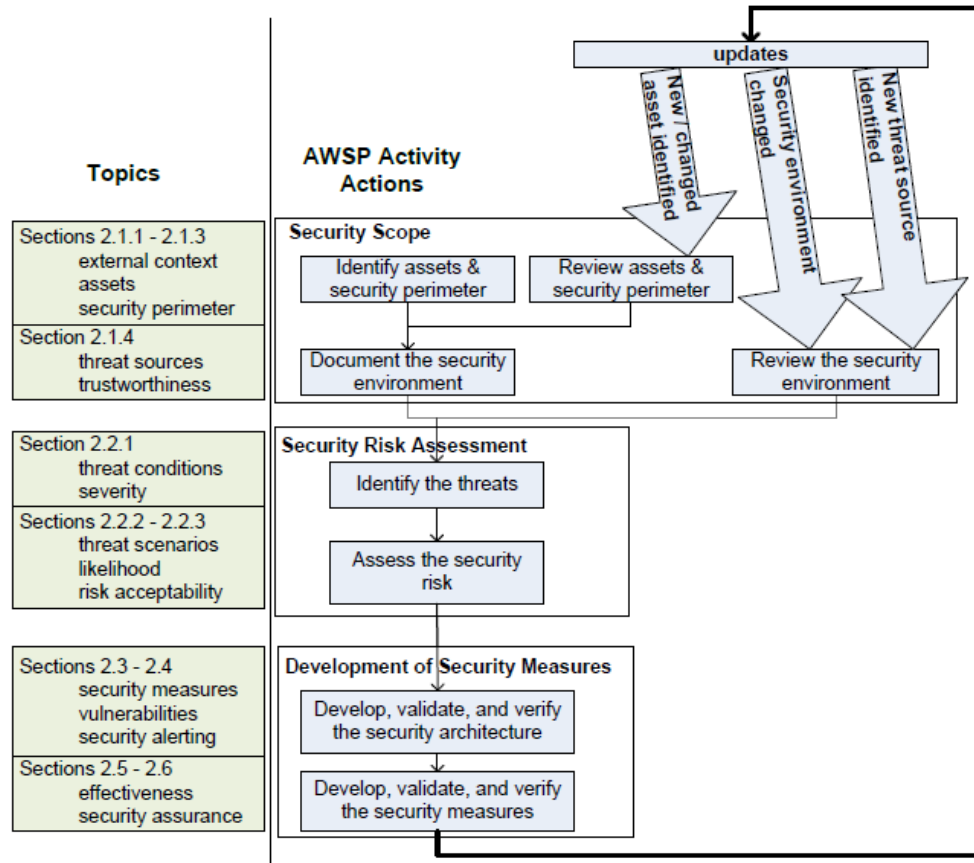 updates
New / changed
asset identified
Security environment
changed
New threat source
identified
Topics
AWSP Activity
Actions
Sections 2.1.1 - 2.1.3
external context
assets
security perimeter
Section 2.1.4
threat sources
trustworthiness
Security Scope
Identify assets &
security perimeter
Review assets &
security perimeter
Document the security
environment
Review the security
environment
Section 2.2.1
threat conditions
severity
Sections 2.2.2 - 2.2.3
threat scenarios
likelihood
risk acceptability
Security Risk Assessment
Identify the threats
Assess the security
risk
Sections 2.3 - 2.4
security measures
vulnerabilities
security alerting
Sections 2.5 - 2.6
effectiveness
security assurance
Development of Security Measures
Develop, validate, and verify
the security architecture
Develop, validate, and verify
the security measures